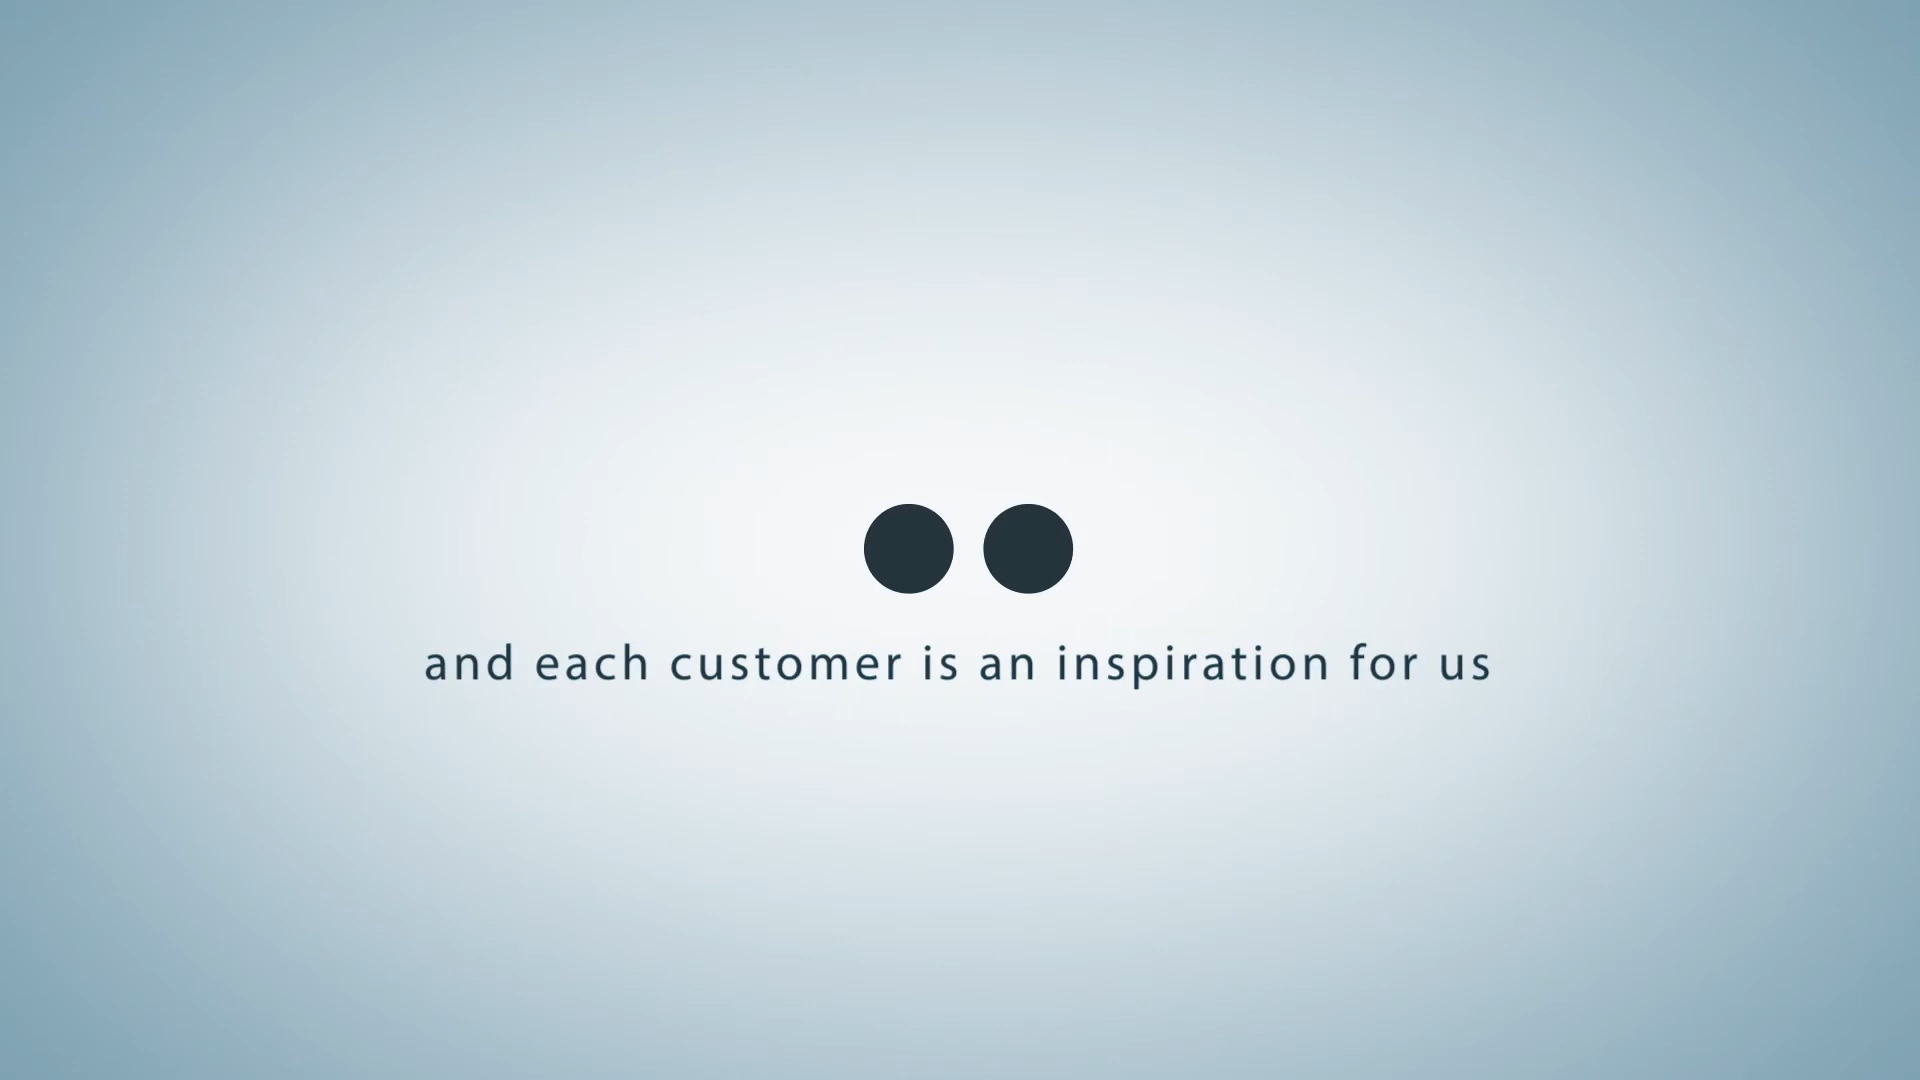 and each customer is an inspiration for us